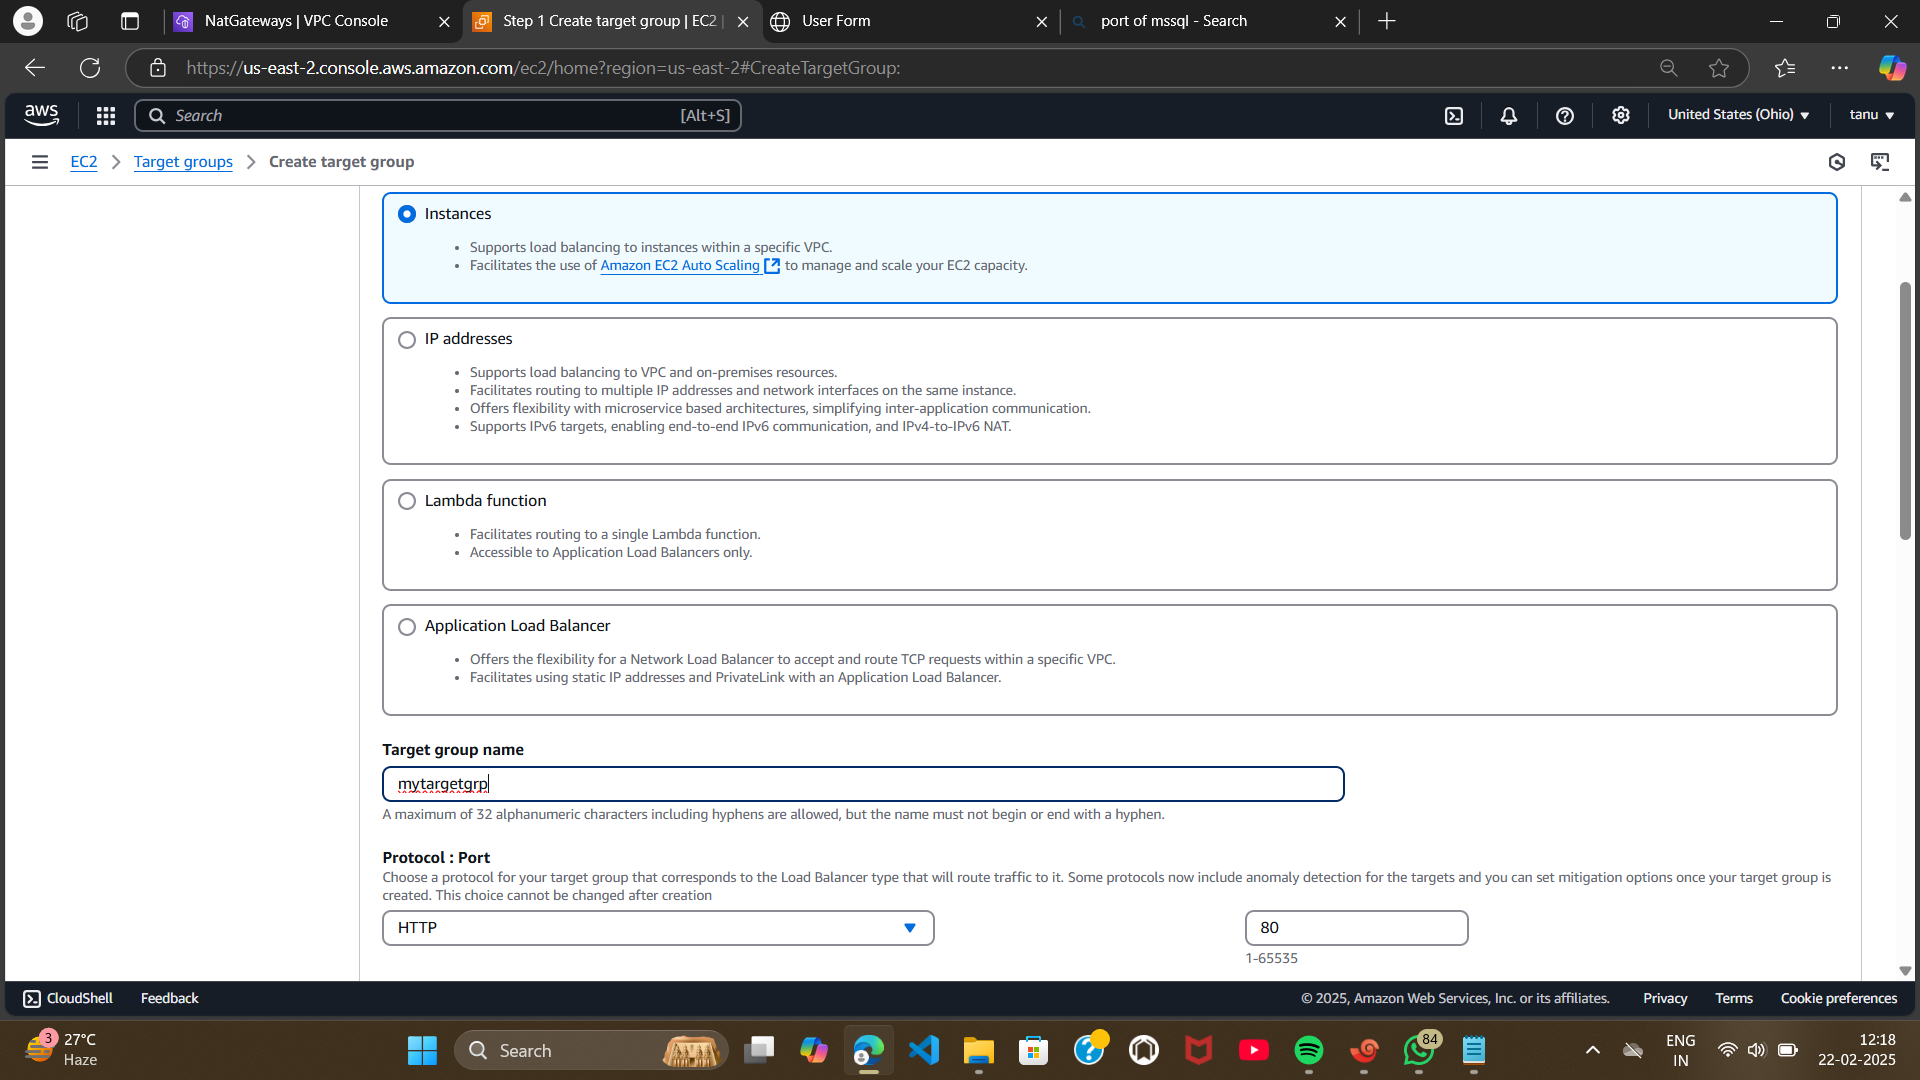 NatGateways | VPC Console
Step 1 Create target group | EC2 |
User Form
port of mssql - Search
https://us-east-2.console.aws.amazon.com/ec2/home?region=us-east-2#CreateTargetGroup:
aws
Search
[Alt+S]
United States (Ohio)
tanu
EC2
Target groups
Create target group
Instances
Supports load balancing to instances within a specific VPC.
Facilitates the use of Amazon EC2 Auto Scaling to manage and scale your EC2 capacity.
IP addresses
Supports load balancing to VPC and on-premises resources.
Facilitates routing to multiple IP addresses and network interfaces on the same instance.
Offers flexibility with microservice based architectures, simplifying inter-application communication.
Supports IPv6 targets, enabling end-to-end IPv6 communication, and IPv4-to-IPv6 NAT.
Lambda function
Facilitates routing to a single Lambda function.
Accessible to Application Load Balancers only.
Application Load Balancer
Offers the flexibility for a Network Load Balancer to accept and route TCP requests within a specific VPC.
Facilitates using static IP addresses and PrivateLink with an Application Load Balancer.
Target group name
mytargetgrp
A maximum of 32 alphanumeric characters including hyphens are allowed, but the name must not begin or end with a hyphen.
Protocol : Port
Choose a protocol for your target group that corresponds to the Load Balancer type that will route traffic to it. Some protocols now include anomaly detection for the targets and you can set mitigation options once your target group is
created. This choice cannot be changed after creation
HTTP
80
1-65535
CloudShell
Feedback
© 2025, Amazon Web Services, Inc. or its affiliates.
Privacy
Terms
Cookie preferences
3
27°C
Haze
Search
84
ENG
IN
12:18
22-02-2025